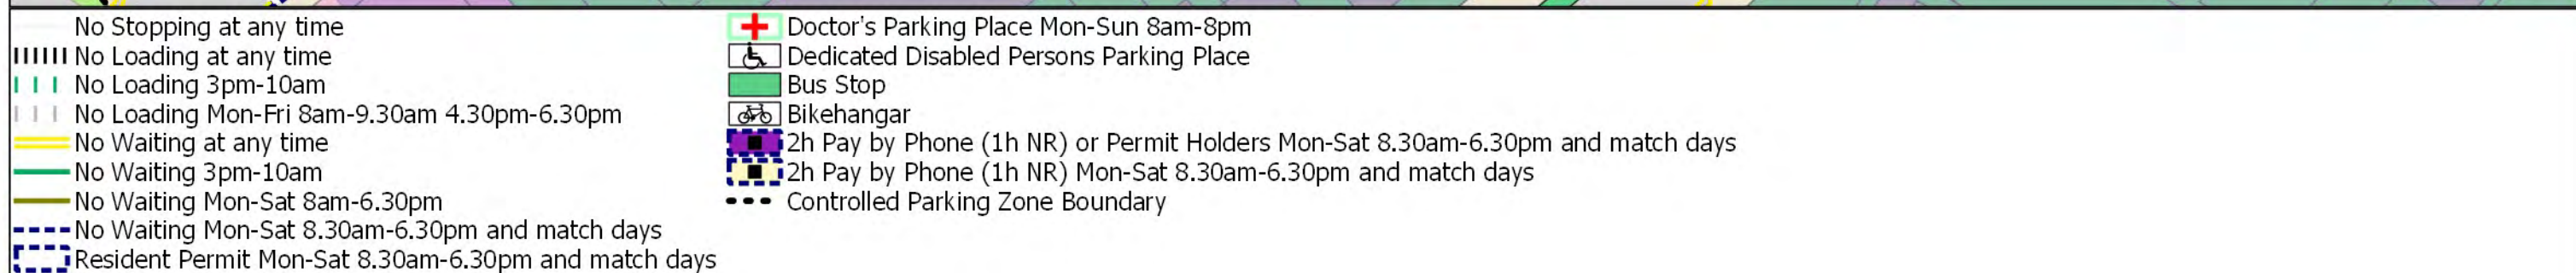 No Stopping at any time
No Loading at any time
No Loading 3pm-10am
No Loading Mon-Fri 8am-9.30am 4.30pm-6.30pm
No Waiting at any time
No Waiting 3pm-10am
No Waiting Mon-Sat 8am-6.30pm
No Waiting Mon-Sat 8.30am-6.30pm and match days
Resident Permit Mon-Sat 8.30am-6.30pm and match days
Doctor's Parking Place Mon-Sun 8am-8pm
Dedicated Disabled Persons Parking Place
Bus Stop
Bikehangar
2h Pay by Phone (1h NR) or Permit Holders Mon-Sat 8.30am-6.30pm and match days
2h Pay by Phone (1h NR) Mon-Sat 8.30am-6.30pm and match days
Controlled Parking Zone Boundary